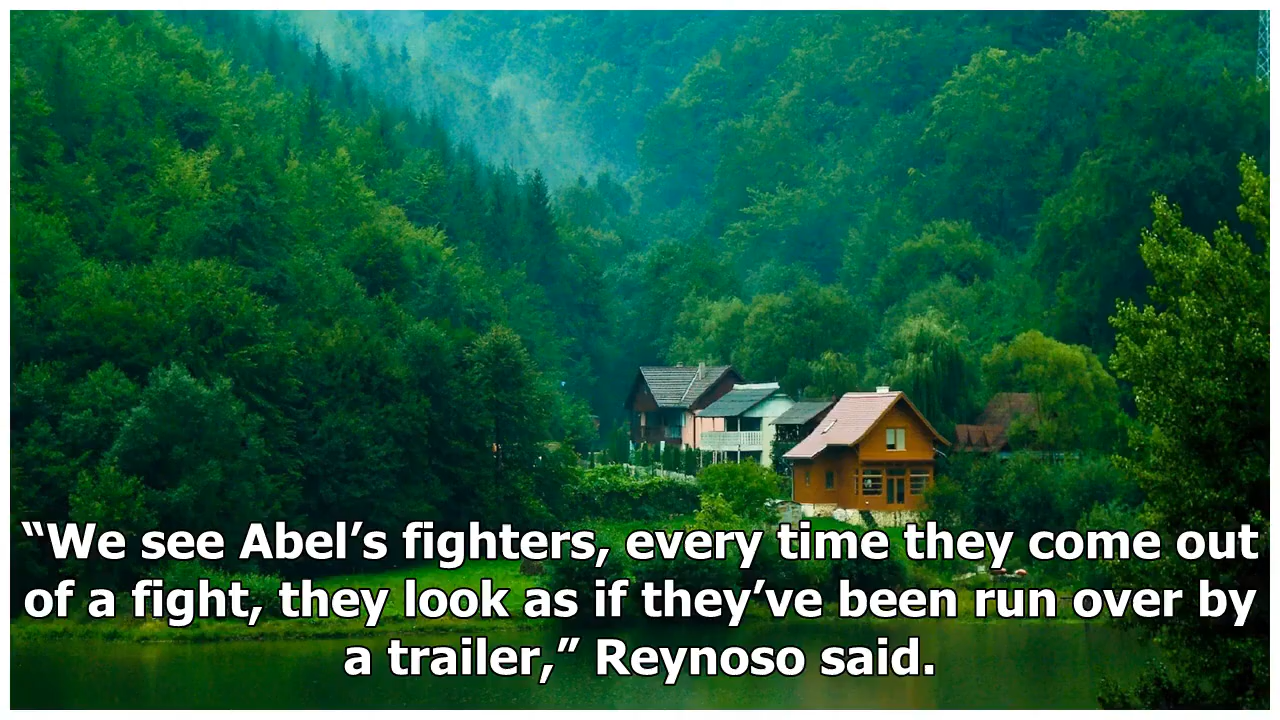 “We see Abel’s fighters, every time they come out
of a fight, they look as if they’ve been run over by
a trailer,” Reynoso said.